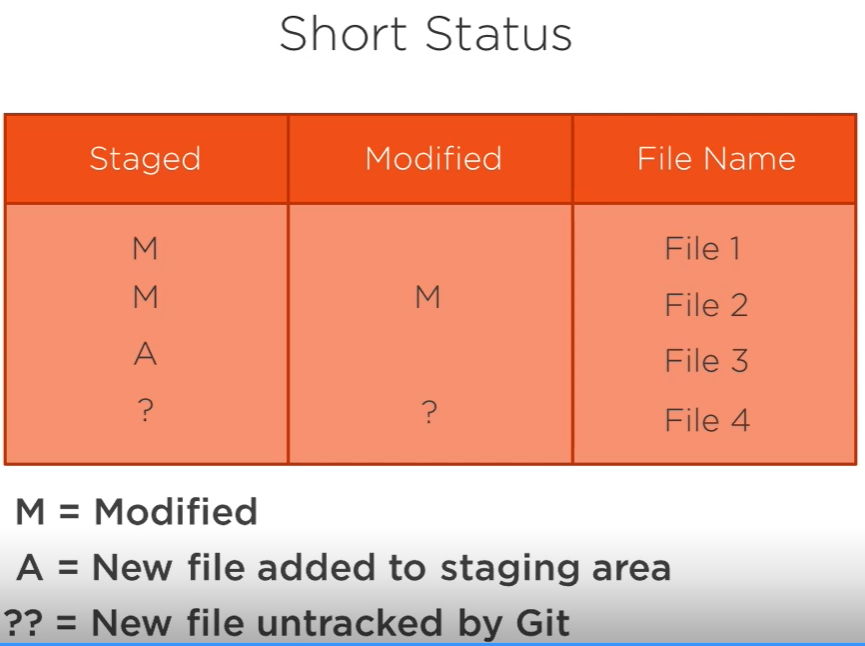 Short Status
Staged Modified File Name
M File 1
M M File 2
A File 3
? ? File 4
M = Modified
A = New file added to staging area
?? = New file untracked by Git